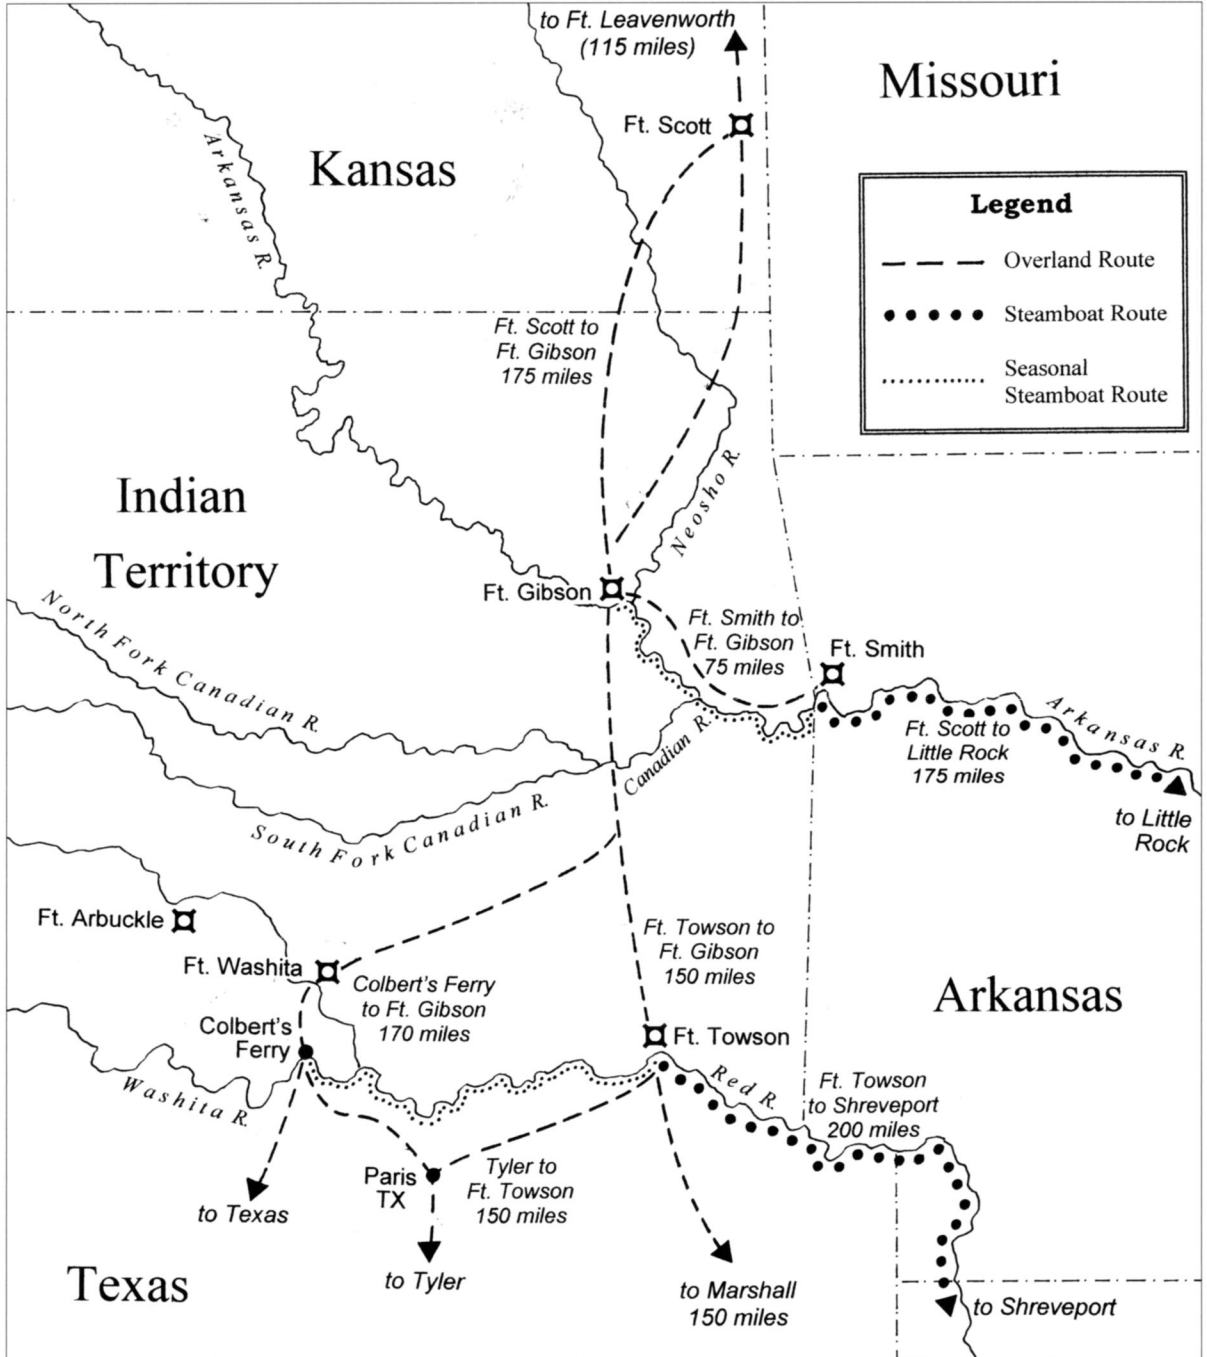 to Ft. Leavenworth
(115 miles)
Missouri
Ft. Scott
Kansas
Arkansas R.
Legend
Overland Route
Steamboat Route
Seasonal
Steamboat Route
Ft. Scott to
Ft. Gibson
175 miles
Indian
Territory
Neosho R.
Ft. Gibson
North Fork Canadian R.
Ft. Smith to
Ft. Gibson
75 miles
Ft. Smith
Arkansas R.
Ft. Scott to
Little Rock
175 miles
Canadian R.
to Little
Rock
South Fork Canadian R.
Ft. Arbuckle
Ft. Towson to
Ft. Gibson
150 miles
Ft. Washita
Colbert's Ferry
to Ft. Gibson
170 miles
Arkansas
Colbert's
Ferry
Ft. Towson
Washita R.
Red R.
Ft. Towson
to Shreveport
200 miles
Paris
TX
Tyler to
Ft. Towson
150 miles
to Texas
to Tyler
Texas
to Marshall
150 miles
to Shreveport